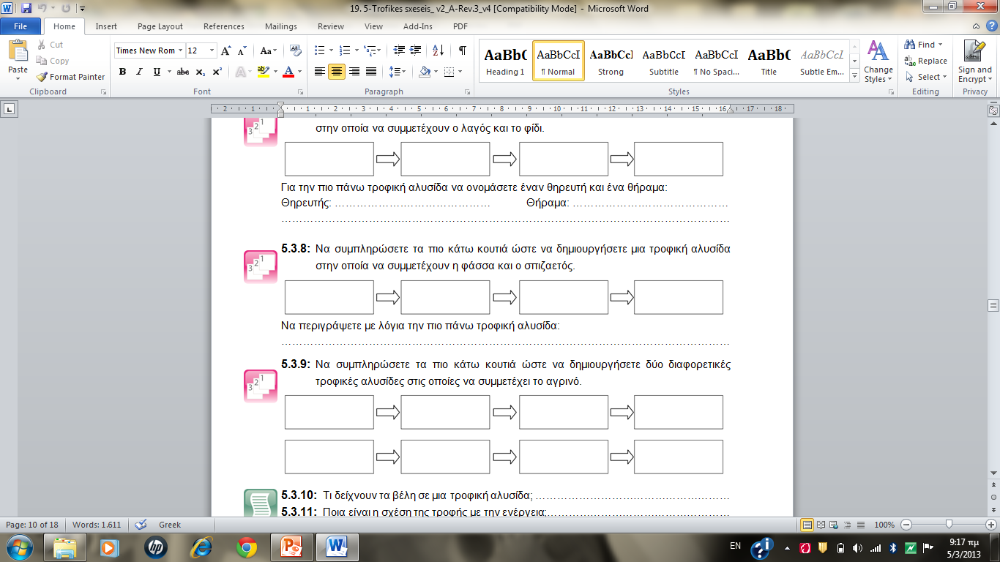 19. 5-Trofikes sxeseis_ v2_A-Rev.3_v4 [Compatibility Mode] - Microsoft Word
File Home Insert Page Layout References Mailings Review View Add-Ins PDF
Paste
Cut
Copy
Format Painter
Clipboard
Times New Rom 12
Font
Paragraph
AaBbC AaBbCcI AaBbCcI AaBbCcI AaBbCcI AaBbC AaBbCcI
Heading 1 ¶ Normal Strong Subtitle ¶ No Spaci... Title Subtle Em...
Change Styles
Styles
Find
Replace
Select
Editing
Sign and Encrypt
Privacy
2 1 1 2 3 4 5 6 7 8 9 10 11 12 13 14 15 16 17 18
3 2 1
στην οποία να συμμετέχουν ο λαγός και το φίδι.
Για την πιο πάνω τροφική αλυσίδα να ονομάσετε έναν θηρευτή και ένα θήραμα:
Θηρευτής: …………………………………… Θήραμα: ……………………………………
……………………………………………………………………………………………………………
3 2 1
5.3.8: Να συμπληρώσετε τα πιο κάτω κουτιά ώστε να δημιουργήσετε μια τροφική αλυσίδα
στην οποία να συμμετέχουν η φάσσα και ο σπιζαετός.
Να περιγράψετε με λόγια την πιο πάνω τροφική αλυσίδα:
……………………………………………………………………………………………………………
3 2 1
5.3.9: Να συμπληρώσετε τα πιο κάτω κουτιά ώστε να δημιουργήσετε δύο διαφορετικές
τροφικές αλυσίδες στις οποίες να συμμετέχει το αγρινό.
5.3.10: Τι δείχνουν τα βέλη σε μια τροφική αλυσίδα; ………………………………………………
5.3.11: Ποια είναι η σχέση της τροφής με την ενέργεια;……………………………………………
Page: 10 of 18 Words: 1.611 Greek 100%
EN
9:17 πμ
5/3/2013